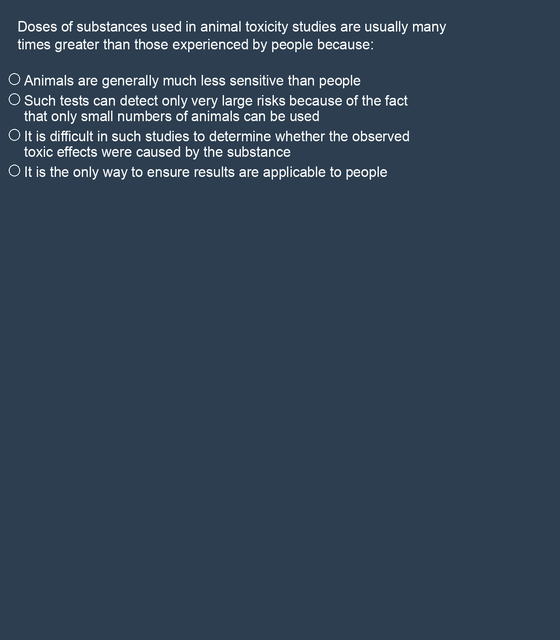 Doses of substances used in animal toxicity studies are usually many
times greater than those experienced by people because:
Animals are generally much less sensitive than people
Such tests can detect only very large risks because of the fact
that only small numbers of animals can be used
It is difficult in such studies to determine whether the observed
toxic effects were caused by the substance
It is the only way to ensure results are applicable to people